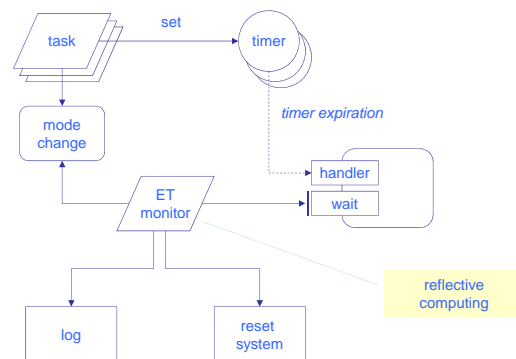 set
task
timer
timer expiration
mode
change
handler
ET
monitor
wait
reflective
computing
log
reset
system